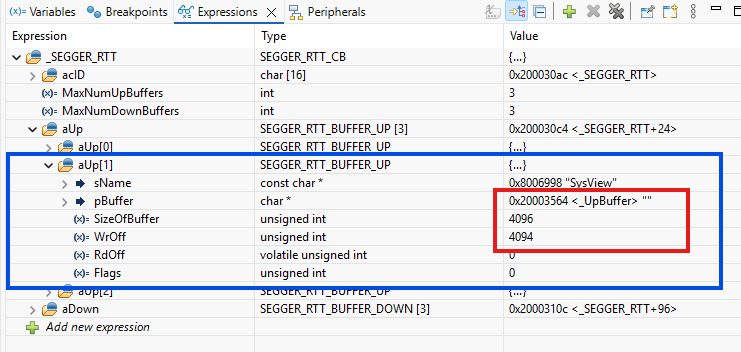 (x)= Variables Breakpoints Expressions Peripherals
Expression Type Value
_SEGGER_RTT SEGGER_RTT_CB {...}
acID char [16] 0x200030ac <_SEGGER_RTT>
(x)= MaxNumUpBuffers int 3
(x)= MaxNumDownBuffers int 3
aUp SEGGER_RTT_BUFFER_UP [3] 0x200030c4 <_SEGGER_RTT+24>
aUp[0] SEGGER_RTT_BUFFER_UP {...}
aUp[1] SEGGER_RTT_BUFFER_UP {...}
sName const char * 0x8006998 "SysView"
pBuffer char * 0x20003564 <_UpBuffer> ""
(x)= SizeOfBuffer unsigned int 4096
(x)= WrOff unsigned int 4094
(x)= RdOff volatile unsigned int 0
(x)= Flags unsigned int 0
aUp[2] SEGGER_RTT_BUFFER_UP {...}
aDown SEGGER_RTT_BUFFER_DOWN [3] 0x2000310c <_SEGGER_RTT+96>
Add new expression